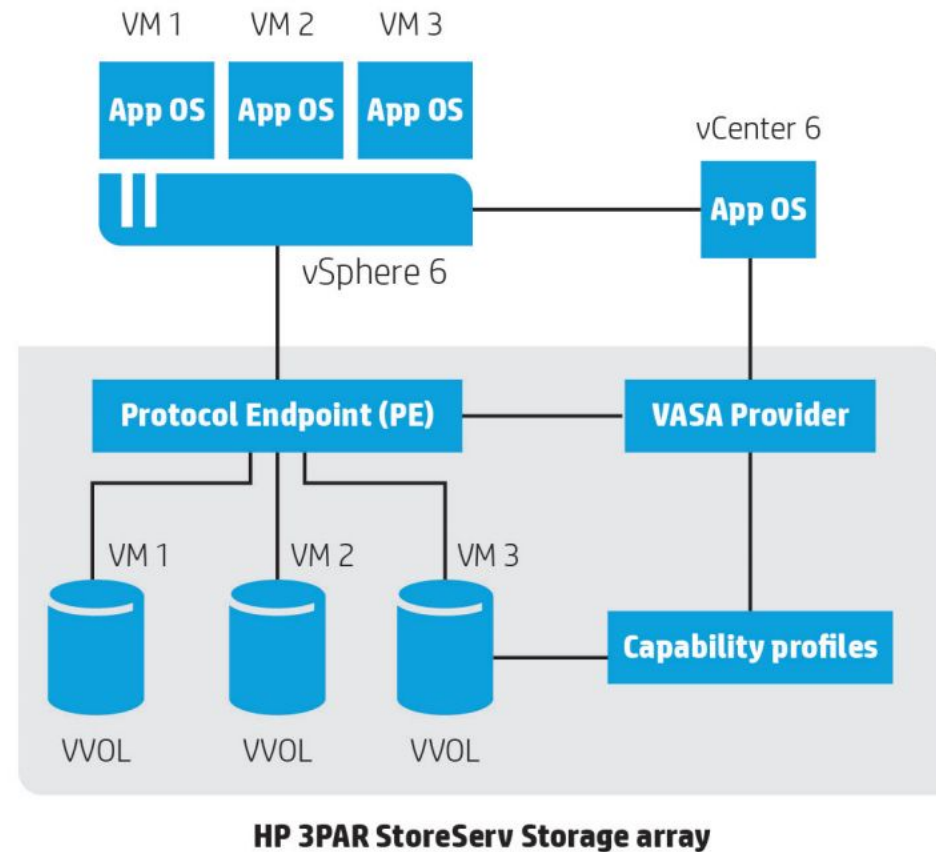 VM 1 VM 2 VM 3
App OS App OS App OS
vCenter 6
App OS
vSphere 6
Protocol Endpoint (PE) VASA Provider
VM 1 VM 2 VM 3
Capability profiles
VVOL VVOL VVOL
HP 3PAR StoreServ Storage array